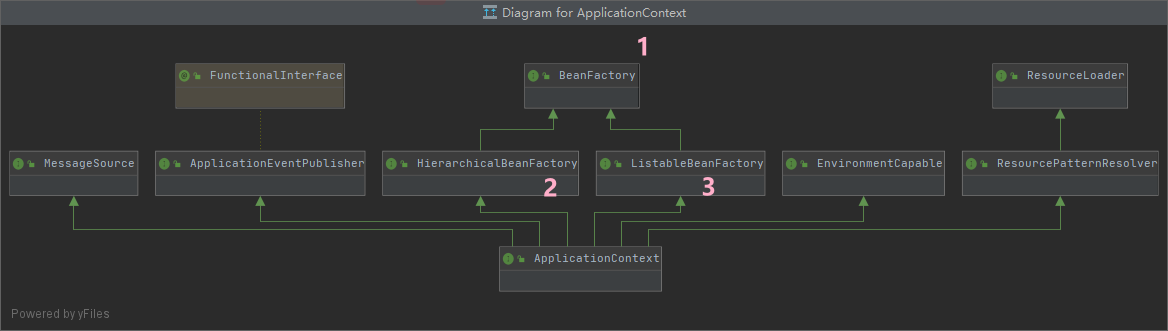 Diagram for ApplicationContext
1
FunctionalInterface
BeanFactory
ResourceLoader
MessageSource
ApplicationEventPublisher
HierarchicalBeanFactory
ListableBeanFactory
EnvironmentCapable
ResourcePatternResolver
2
3
ApplicationContext
Powered by yFiles